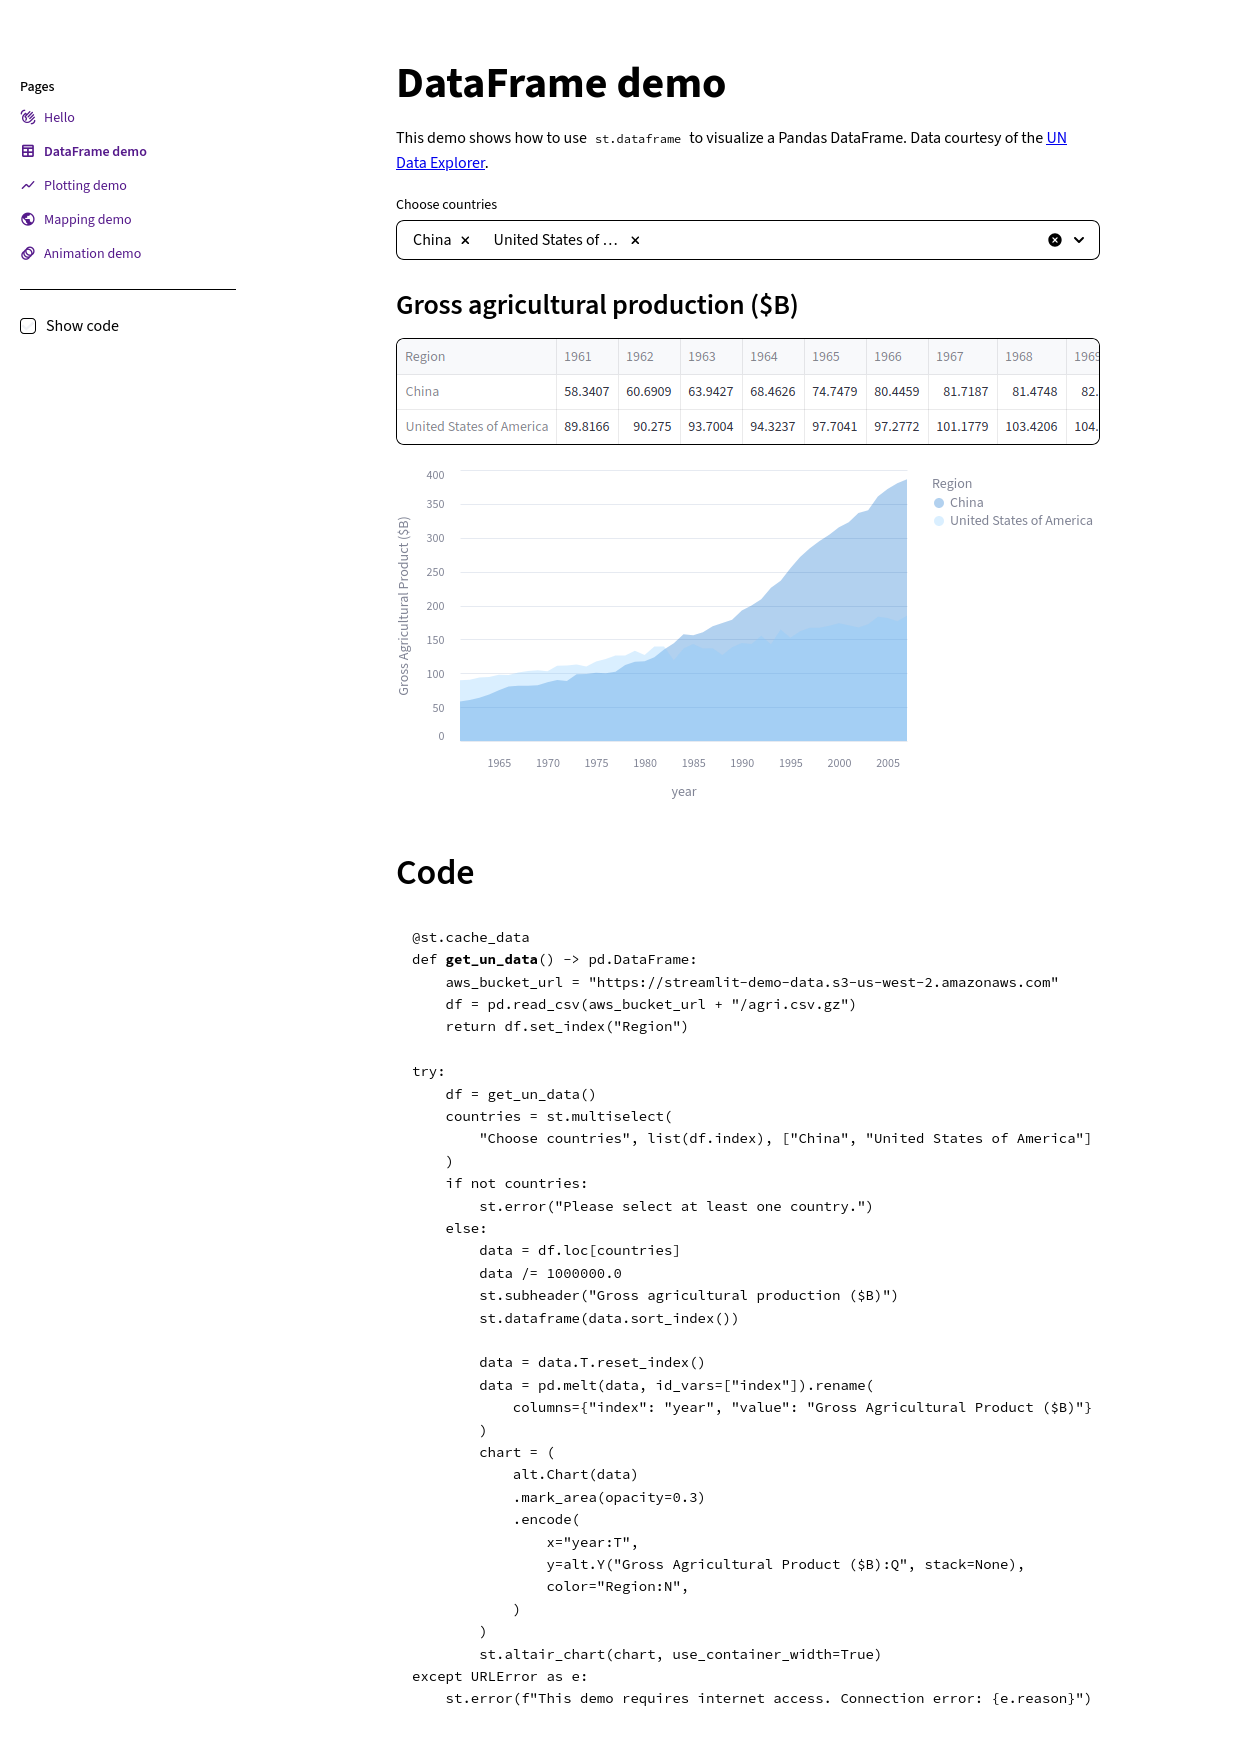 Pages
Hello
DataFrame demo
Plotting demo
Mapping demo
Animation demo
Show code
DataFrame demo
This demo shows how to use st.dataframe to visualize a Pandas DataFrame. Data courtesy of the UN
Data Explorer.
Choose countries
China United States of …
Gross agricultural production ($B)
Region 1961 1962 1963 1964 1965 1966 1967 1968 1969
China 58.3407 60.6909 63.9427 68.4626 74.7479 80.4459 81.7187 81.4748 82.
United States of America 89.8166 90.275 93.7004 94.3237 97.7041 97.2772 101.1779 103.4206 104.
400
350
300
250
200
150
100
50
0
Gross Agricultural Product ($B)
1965 1970 1975 1980 1985 1990 1995 2000 2005
year
Region
China
United States of America
Code
@st.cache_data
def get_un_data() -> pd.DataFrame:
    aws_bucket_url = "https://streamlit-demo-data.s3-us-west-2.amazonaws.com"
    df = pd.read_csv(aws_bucket_url + "/agri.csv.gz")
    return df.set_index("Region")
try:
    df = get_un_data()
    countries = st.multiselect(
        "Choose countries", list(df.index), ["China", "United States of America"]
    )
    if not countries:
        st.error("Please select at least one country.")
    else:
        data = df.loc[countries]
        data /= 1000000.0
        st.subheader("Gross agricultural production ($B)")
        st.dataframe(data.sort_index())
        data = data.T.reset_index()
        data = pd.melt(data, id_vars=["index"]).rename(
            columns={"index": "year", "value": "Gross Agricultural Product ($B)"}
        )
        chart = (
            alt.Chart(data)
            .mark_area(opacity=0.3)
            .encode(
                x="year:T",
                y=alt.Y("Gross Agricultural Product ($B):Q", stack=None),
                color="Region:N",
            )
        )
        st.altair_chart(chart, use_container_width=True)
except URLError as e:
    st.error(f"This demo requires internet access. Connection error: {e.reason}")